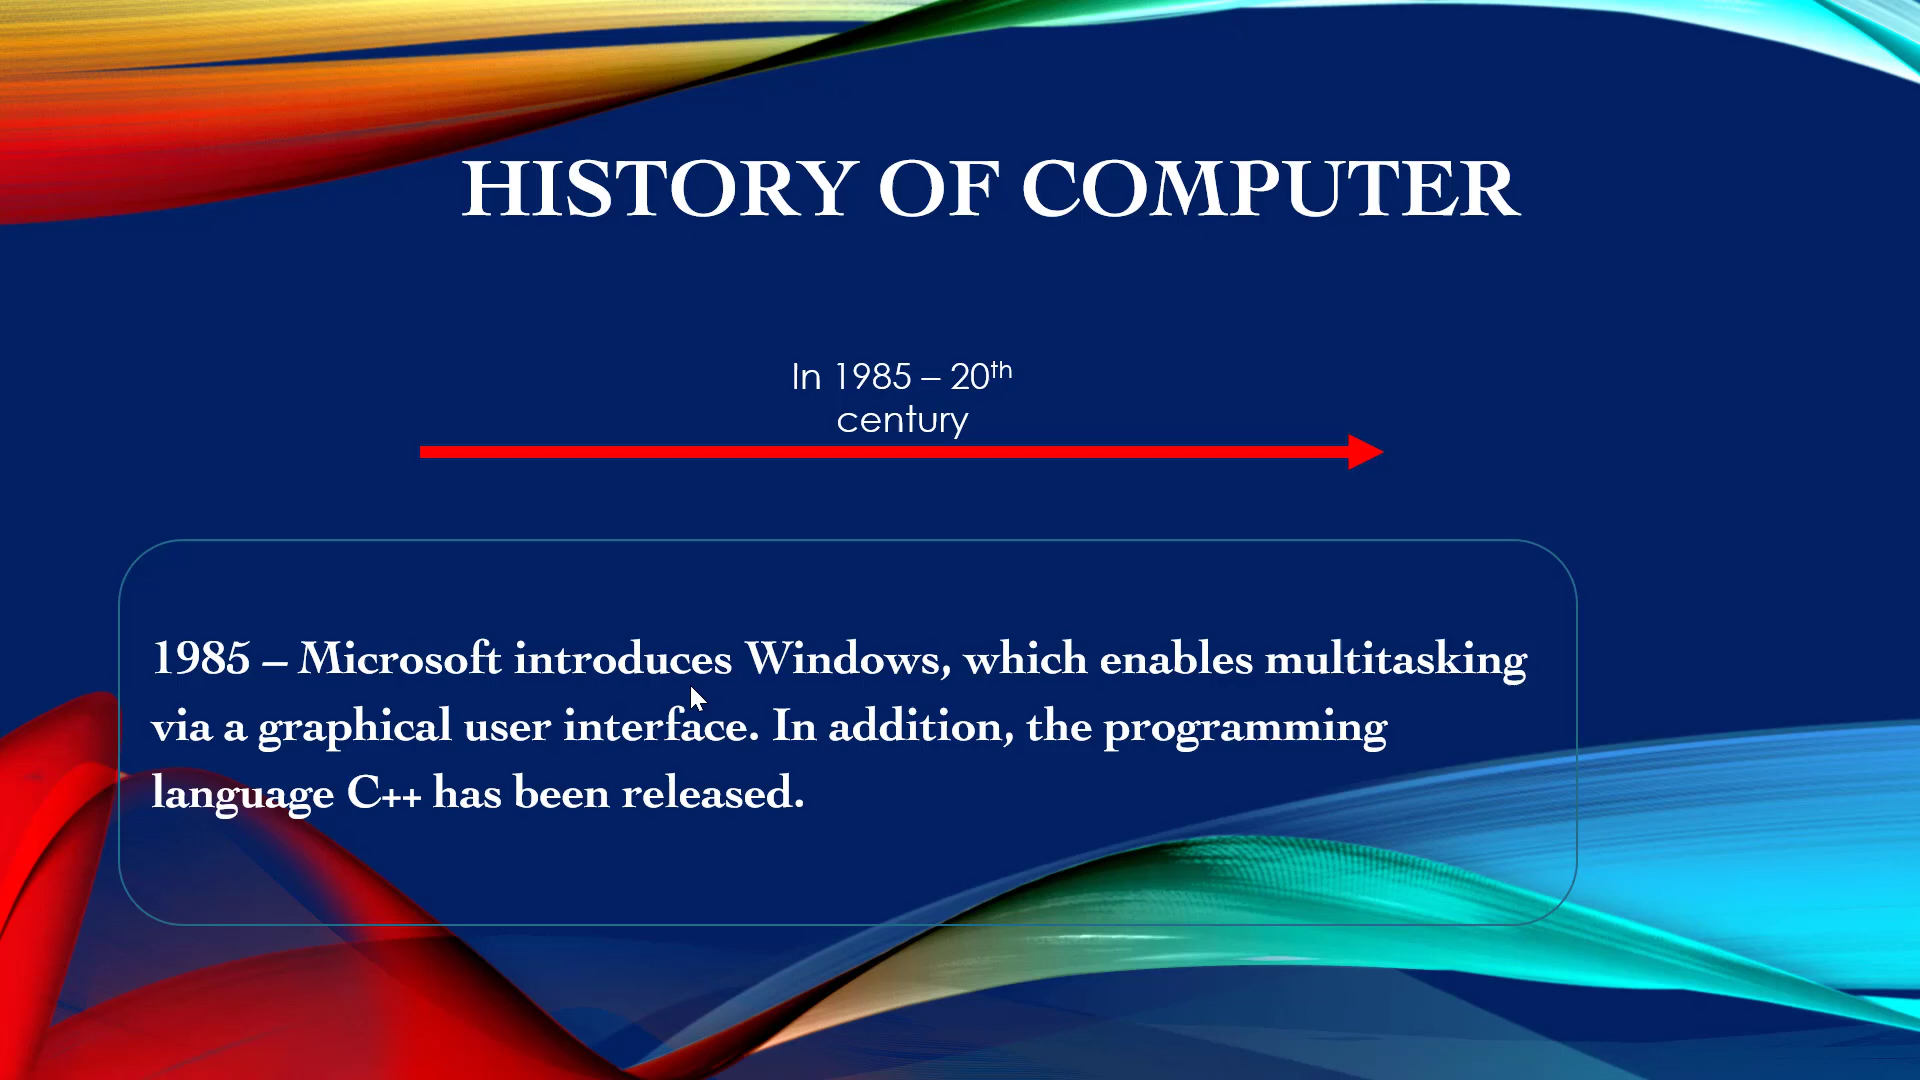 HISTORY OF COMPUTER
In 1985 – 20th
century
1985 – Microsoft introduces Windows, which enables multitasking
via a graphical user interface. In addition, the programming
language C++ has been released.